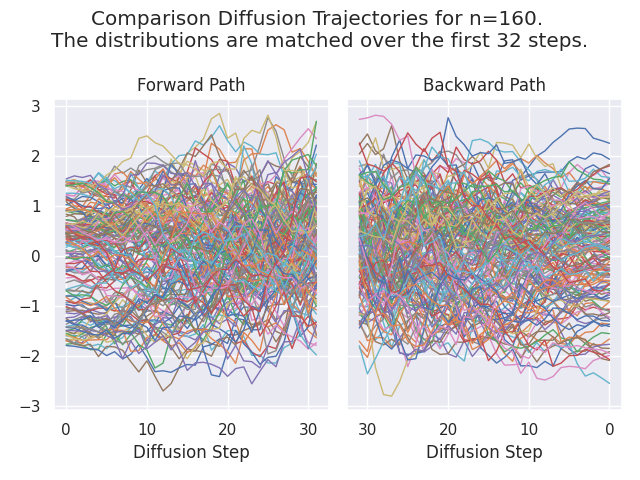 Comparison Diffusion Trajectories for n=160.
The distributions are matched over the first 32 steps.
Forward Path
Backward Path
3
2
1
0
−1
−2
−3
0 10 20 30
30 20 10 0
Diffusion Step
Diffusion Step